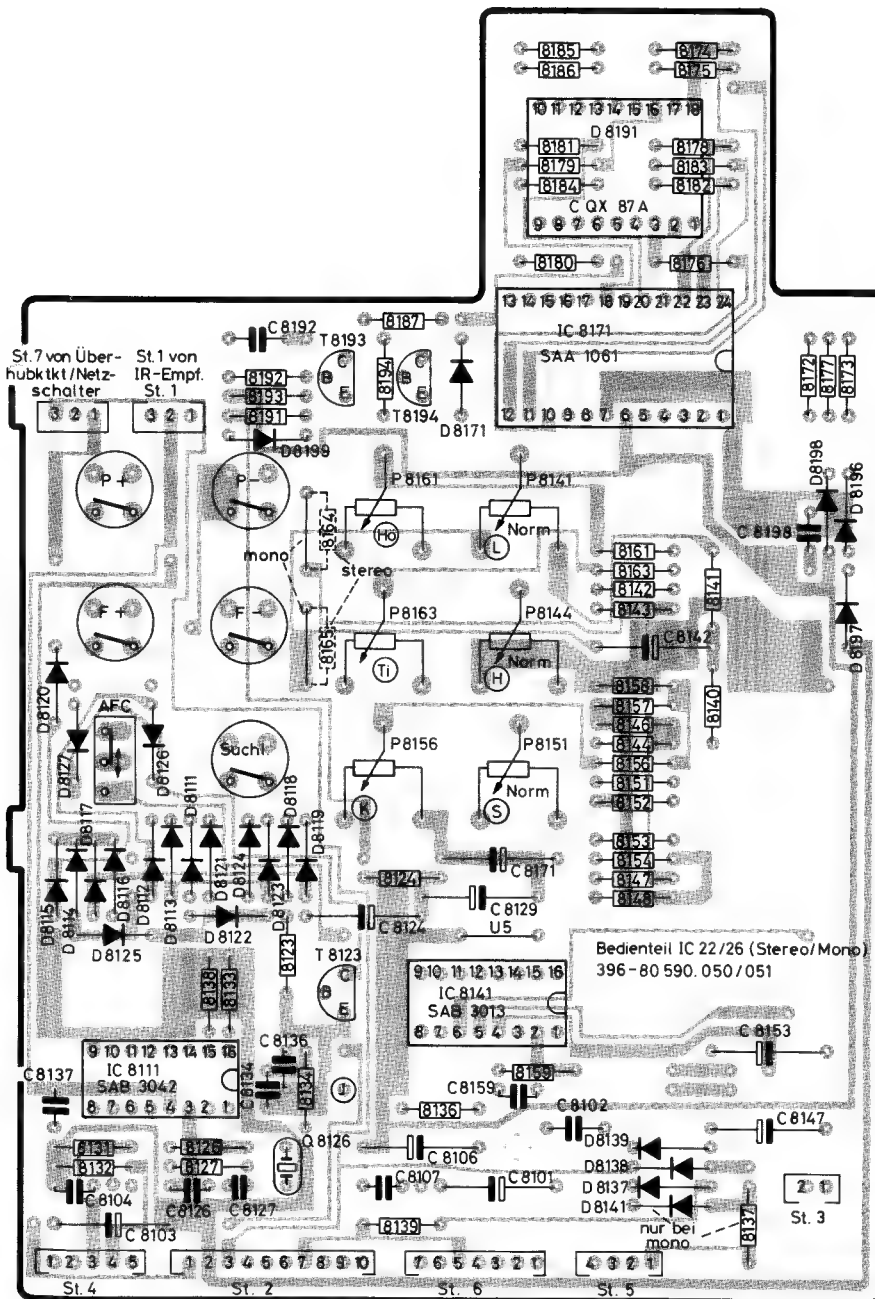 8185 8174
8186 8175
10 11 12 13 14 15 16 17 18
D 8191
8181 8178
8179 8183
8184 8182
C QX 87A
9 8 7 6 5 4 3 2 1
8180 8176
13 14 15 16 17 18 19 20 21 22 23 24
IC 8171
SAA 1061
12 11 10 9 8 7 6 5 4 3 2 1
C 8192
T 8193
8187
St.7 von Über-
hubktkt/Netz-
schalter
St.1 von
IR-Empf.
St. 1
3 2 1
3 2 1
8192
8193
8191
B C E
8194
B C E
T 8194
D 8171
D 8199
8172
8177
8173
D 8198
D 8196
C 8198
D 8197
P +
P -
P 8161
P 8141
Hö
L
Norm
8164
mono
stereo
8161
8163
8142
8143
8141
F +
F -
8165
P 8163
P 8144
Ti
H
Norm
C 8142
D 8120
AFC
D 8127
D 8126
Suchl.
P 8156
P 8151
K
S
Norm
8158
8157
8146
8144
8156
8151
8152
8140
D 8117
D 8111
D 8118
D 8119
D 8115
D 8114
D 8116
D 8112
D 8113
D 8121
D 8124
D 8123
D 8125
D 8122
8123
8124
C 8124
C 8171
C 8129
U5
8153
8154
8147
8148
Bedienteil IC 22/26 (Stereo/Mono)
396-80 590. 050/051
8138
8133
T 8123
B C E
9 10 11 12 13 14 15 16
IC 8141
SAB 3013
8 7 6 5 4 3 2 1
C 8153
C 8137
9 10 11 12 13 14 15 16
IC 8111
SAB 3042
8 7 6 5 4 3 2 1
C 8136
C 8134
8134
J
8159
C 8159
8136
C 8102
C 8147
8131
8132
8126
8127
Q 8126
C 8106
D 8139
D 8138
D 8137
D 8141
C 8104
C 8126
C 8127
C 8107
C 8101
C 8103
8139
nur bei
mono
8137
2 1
St. 3
1 2 3 4 5
St. 4
1 2 3 4 5 6 7 8 9 10
St. 2
7 6 5 4 3 2 1
St. 6
4 3 2 1
St. 5